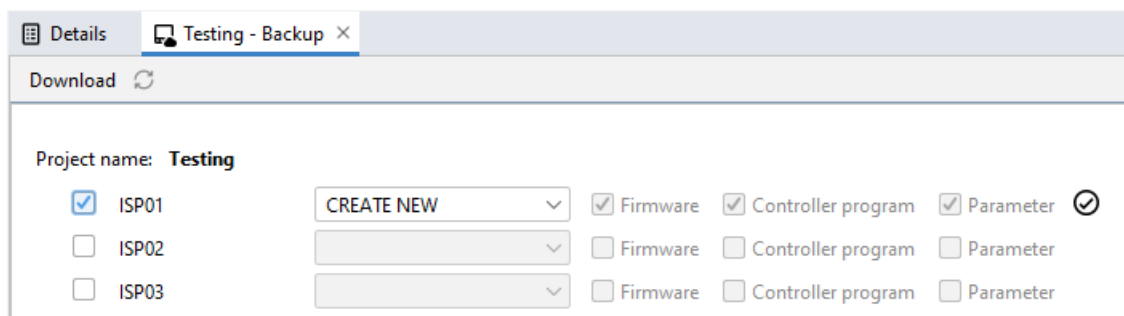 Details Testing - Backup
Download
Project name: Testing
ISP01 CREATE NEW Firmware Controller program Parameter
ISP02 Firmware Controller program Parameter
ISP03 Firmware Controller program Parameter